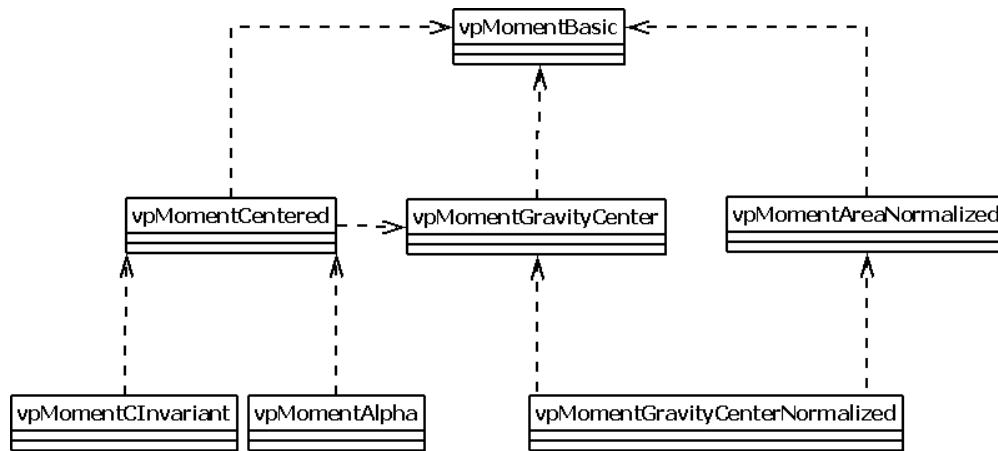 vpMomentBasic
vpMomentCentered
vpMomentGravityCenter
vpMomentAreaNormalized
vpMomentCInvariant
vpMomentAlpha
vpMomentGravityCenterNormalized